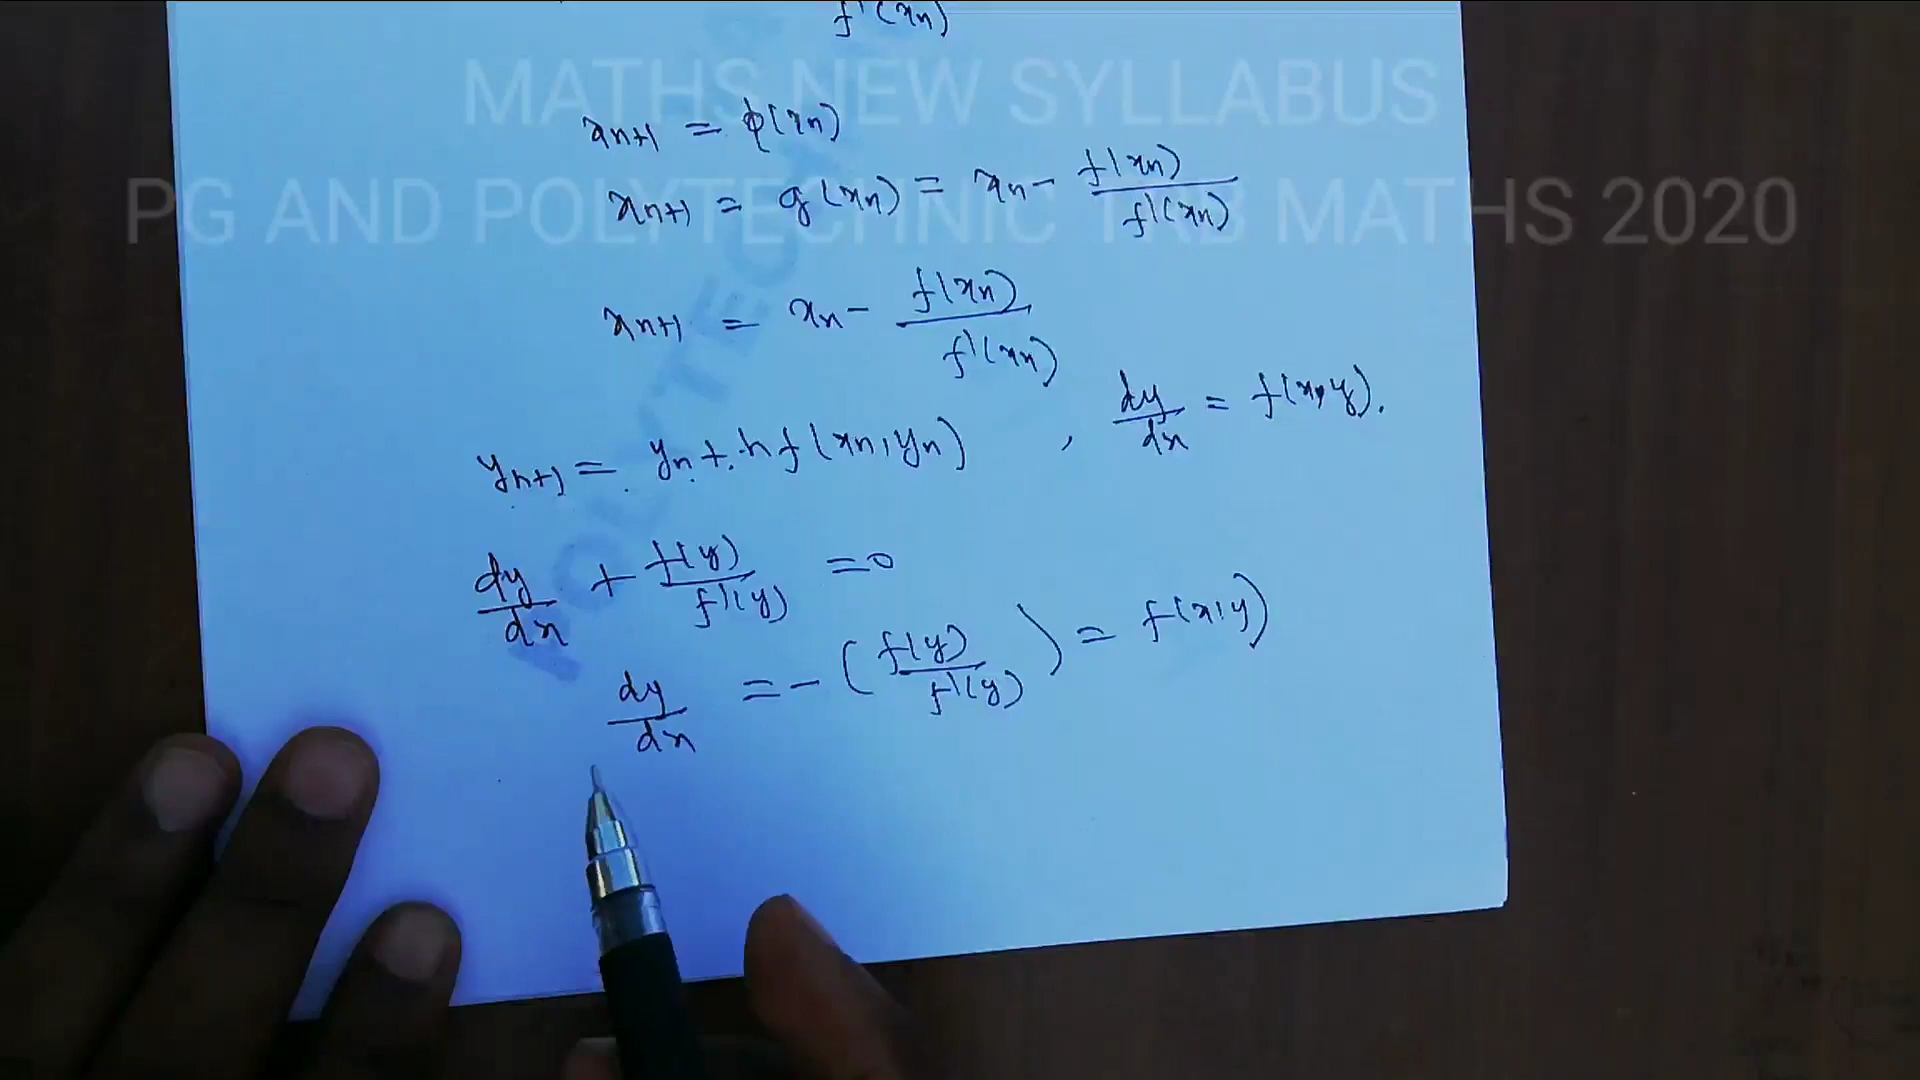 f'(xn)
MATHS NEW SYLLABUS
xn+1 = φ(xn)
PG AND POLYTECHNIC TRB MATHS 2020
xn+1 = g(xn) = xn - f(xn)/f'(xn)
xn+1 = xn - f(xn)/f'(xn)
yn+1 = yn + h f(xn, yn) , dy/dx = f(x,y).
dy/dx + f(y)/f'(y) = 0
dy/dx = - (f(y)/f'(y)) = f(x,y)
POLYTECH